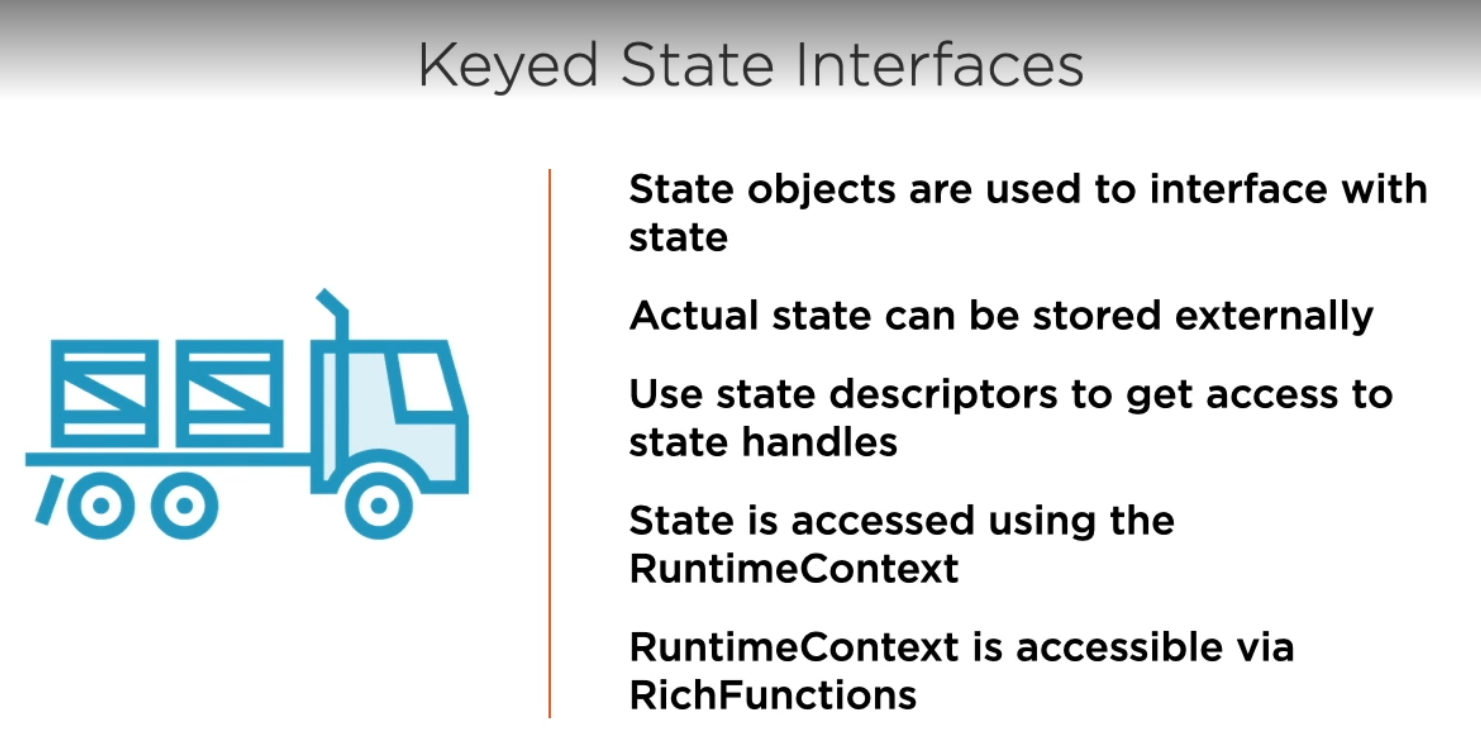 Keyed State Interfaces
State objects are used to interface with
state
Actual state can be stored externally
Use state descriptors to get access to
state handles
State is accessed using the
RuntimeContext
RuntimeContext is accessible via
RichFunctions